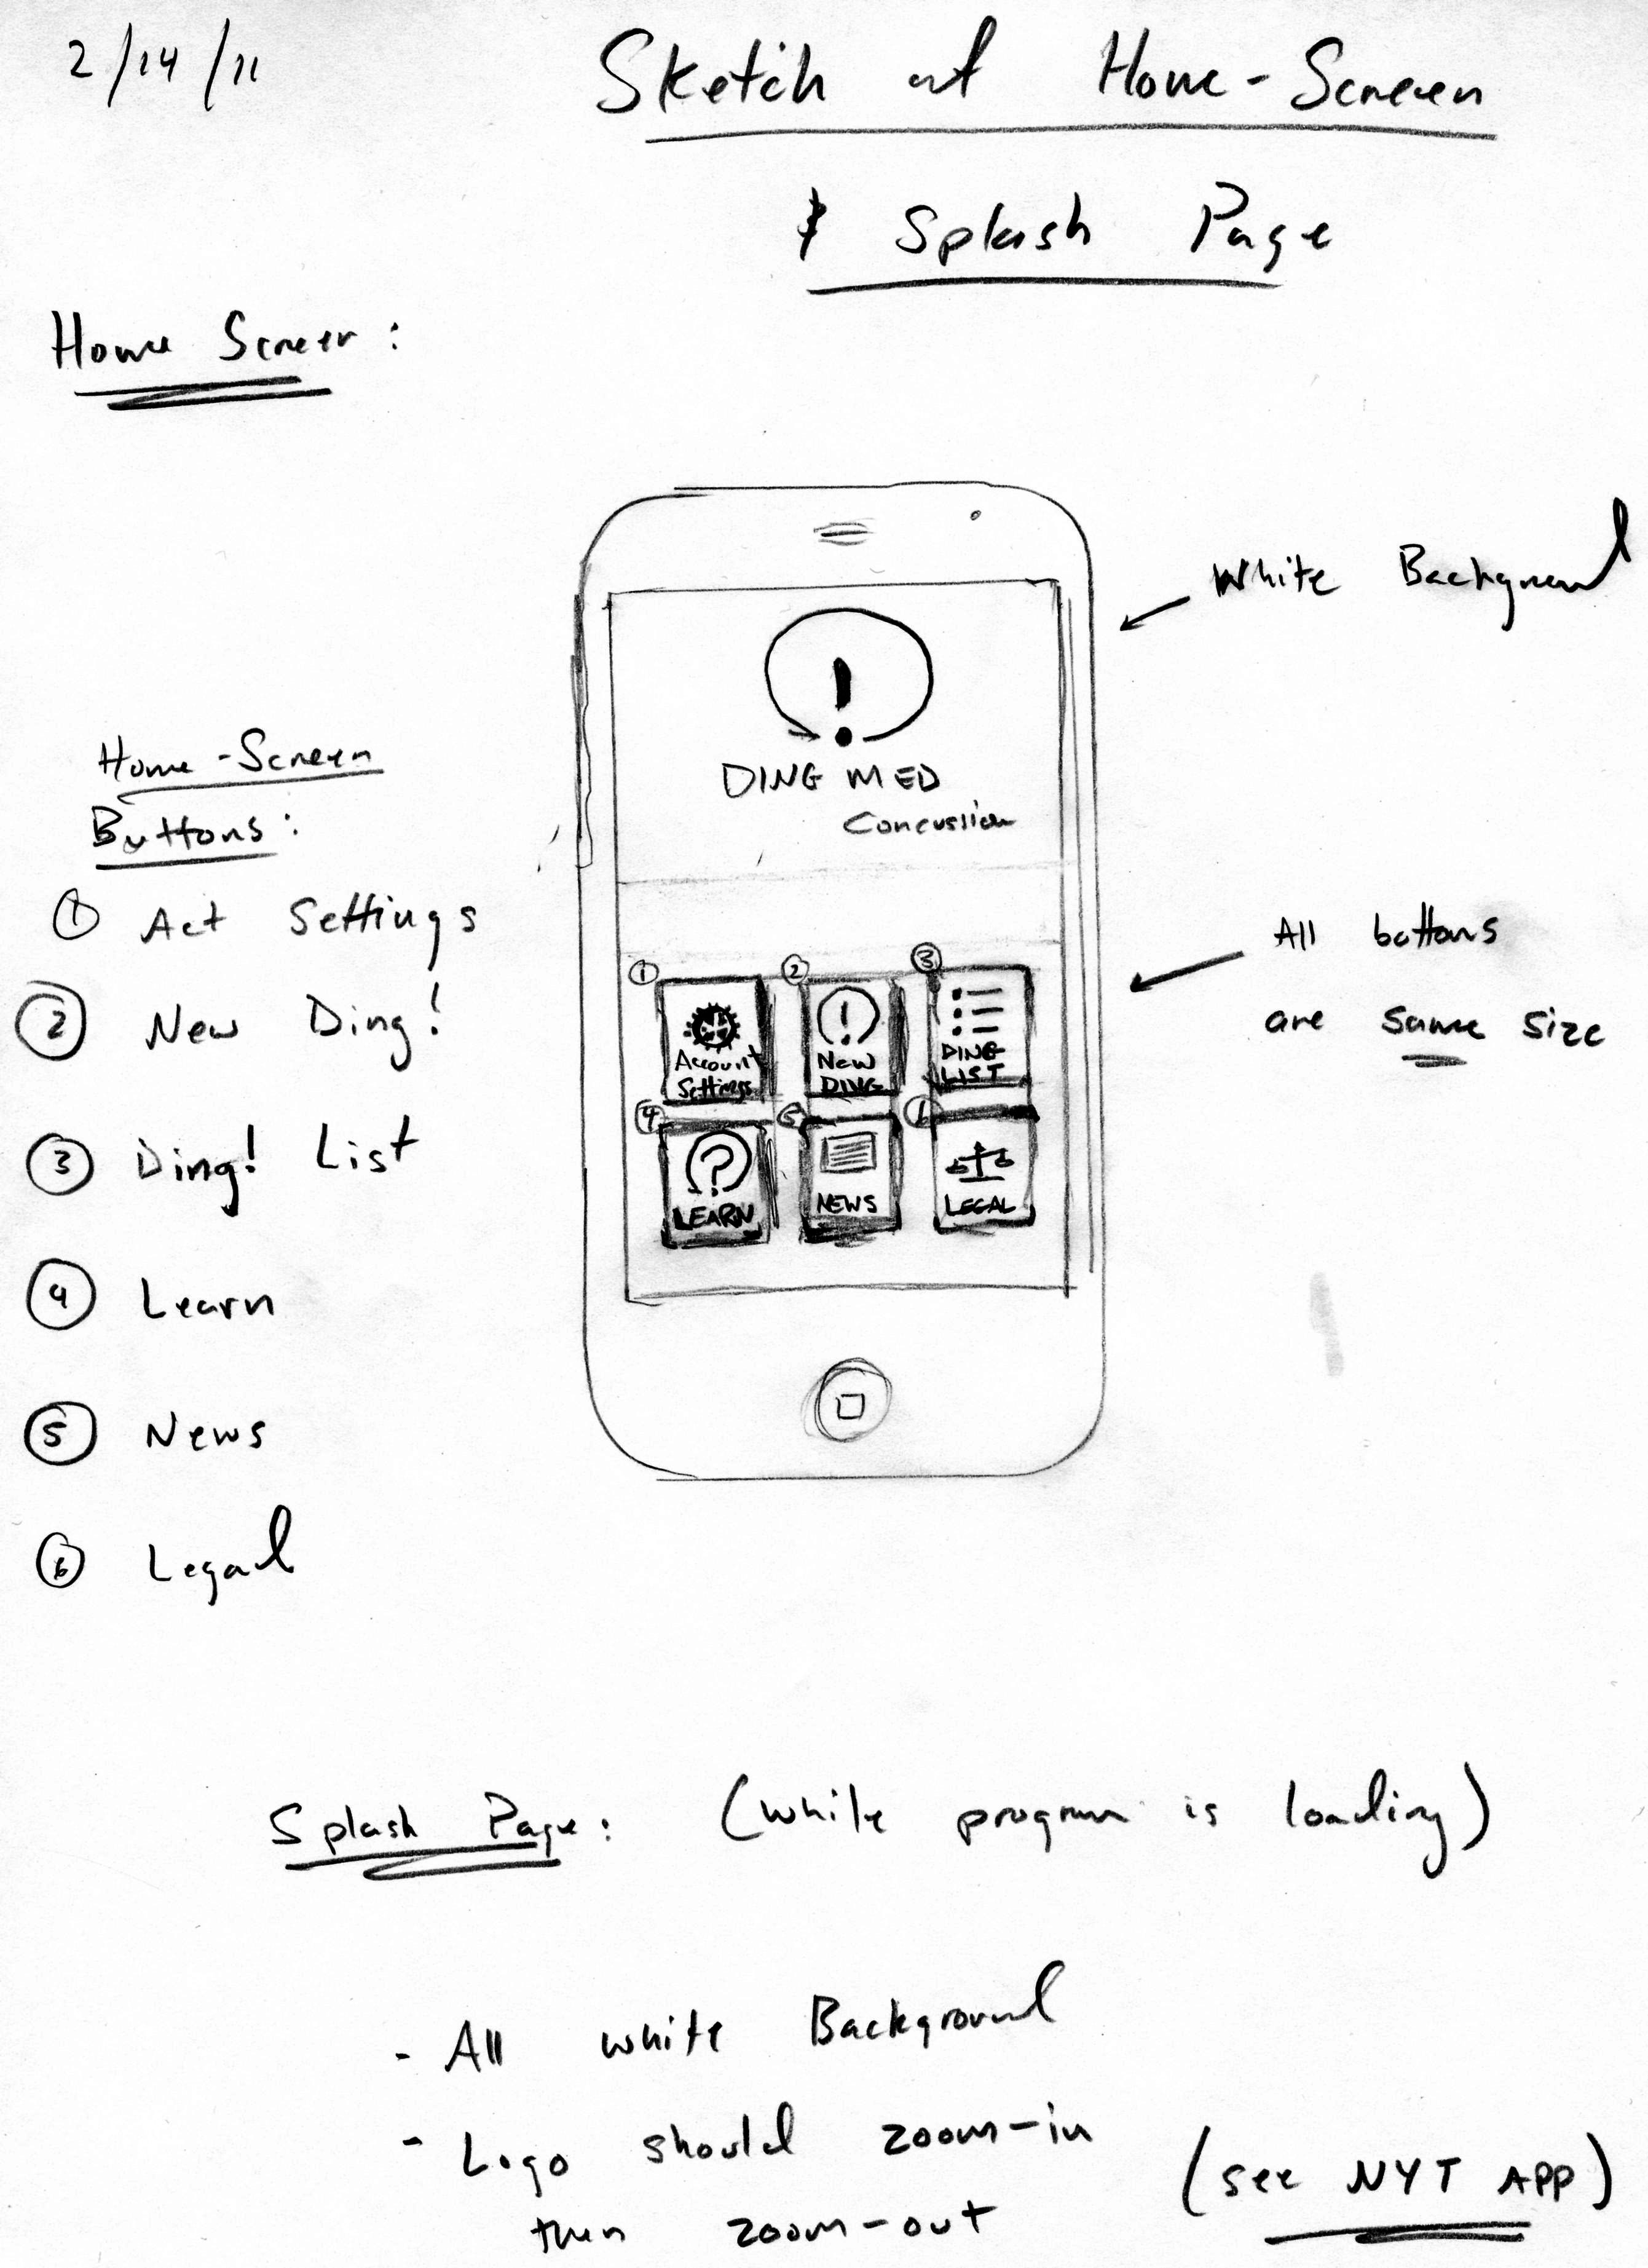 2/14/11
Sketch of Home-Screen
& Splash Page
Home Screen:
White Background
!
DING MED
Concussion
Home-Screen
Buttons:
① Act Settings
② New Ding!
③ Ding! List
④ Learn
⑤ News
⑥ Legal
All buttons
are same size
① ② ③
Account
Settings
!
New
DING
DING
LIST
④ ⑤ ⑥
?
LEARN
NEWS
LEGAL
Splash Page: (while program is loading)
- All white Background
- Logo should zoom-in
then zoom-out
(see NYT APP)